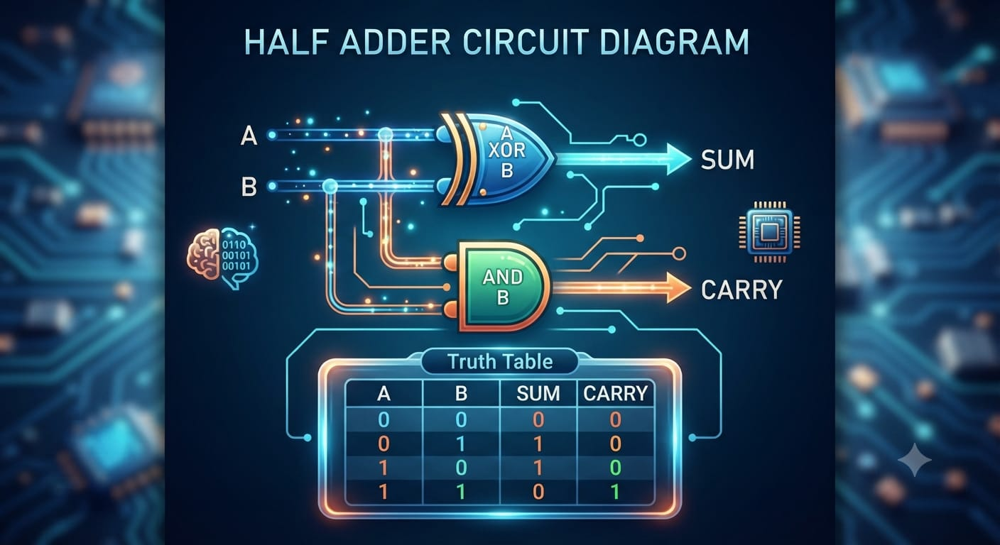 HALF ADDER CIRCUIT DIAGRAM
A
B
A
XOR
B
SUM
0110
00101
00101
AND
B
CARRY
Truth Table
A B SUM CARRY
0 0 0 0
0 1 1 0
1 0 1 0
1 1 0 1